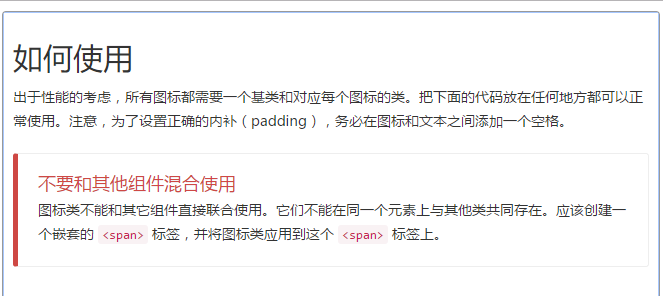 如何使用
出于性能的考虑，所有图标都需要一个基类和对应每个图标的类。把下面的代码放在任何地方都可以正
常使用。注意，为了设置正确的内补（padding），务必在图标和文本之间添加一个空格。
不要和其他组件混合使用
图标类不能和其它组件直接联合使用。它们不能在同一个元素上与其他类共同存在。应该创建一
个嵌套的 <span> 标签，并将图标类应用到这个 <span> 标签上。